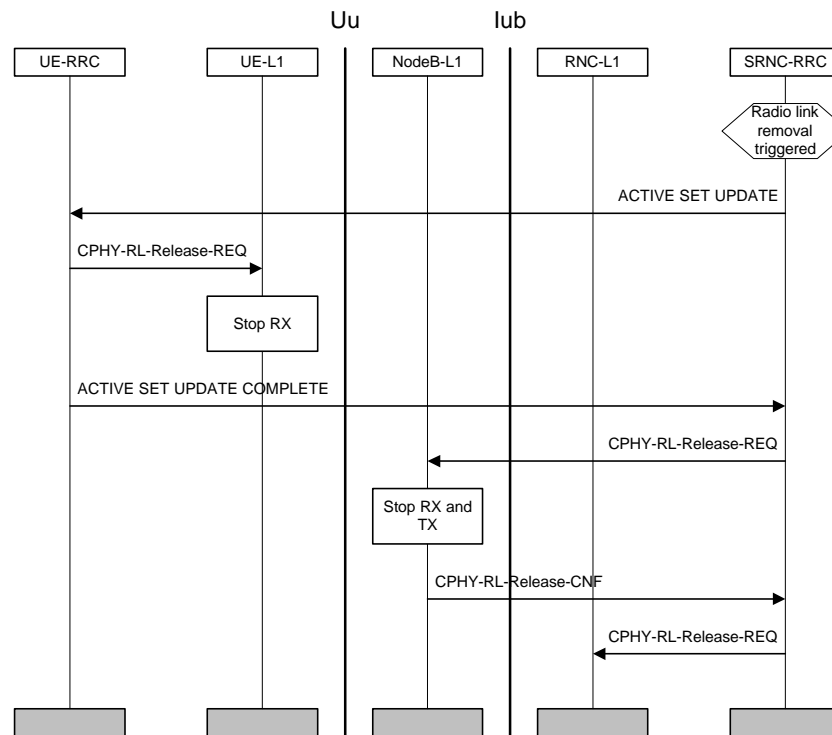 Uu
Iub
UE-RRC
UE-L1
NodeB-L1
RNC-L1
SRNC-RRC
Radio link
removal
triggered
ACTIVE SET UPDATE
CPHY-RL-Release-REQ
Stop RX
ACTIVE SET UPDATE COMPLETE
CPHY-RL-Release-REQ
Stop RX and
TX
CPHY-RL-Release-CNF
CPHY-RL-Release-REQ